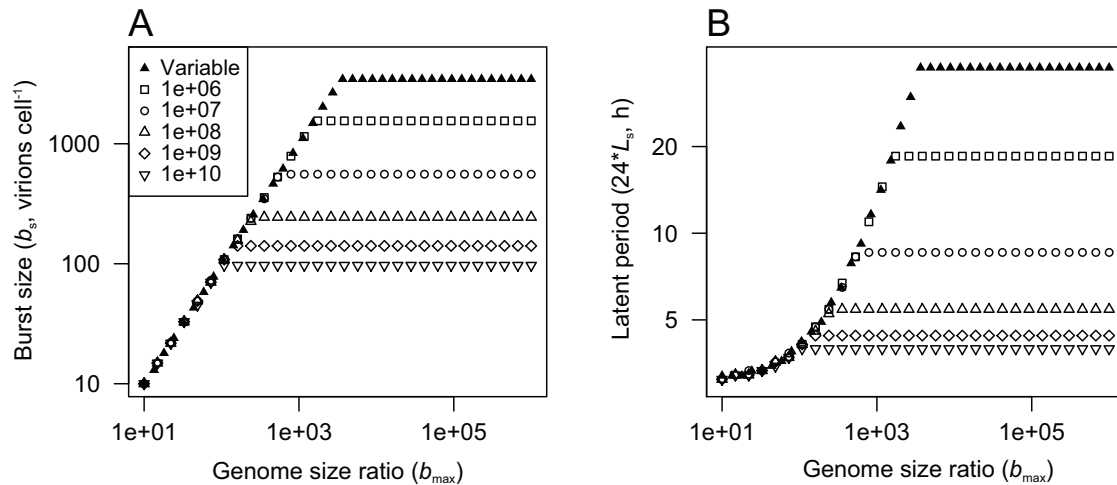 A
Burst size (bs, virions cell-1)
1000
100
10
Variable
1e+06
1e+07
1e+08
1e+09
1e+10
1e+01
1e+03
1e+05
Genome size ratio (bmax)
B
Latent period (24*Ls, h)
20
10
5
1e+01
1e+03
1e+05
Genome size ratio (bmax)